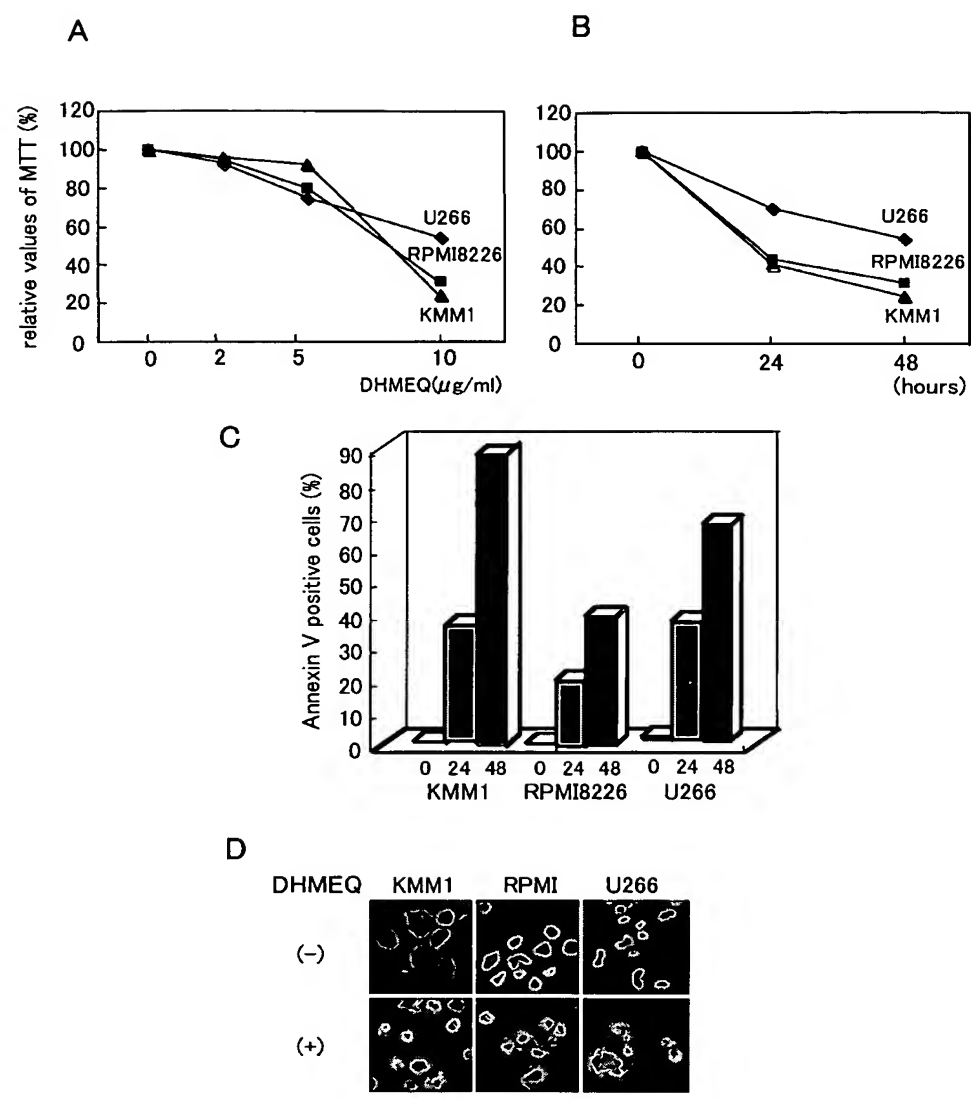 A
B
relative values of MTT (%)
120
100
80
60
40
20
0
U266
RPMI8226
KMM1
0 2 5 10
DHMEQ(μg/ml)
120
100
80
60
40
20
0
U266
RPMI8226
KMM1
0 24 48
(hours)
C
Annexin V positive cells (%)
90
80
70
60
50
40
30
20
10
0
0 24 48 0 24 48 0 24 48
KMM1 RPMI8226 U266
D
DHMEQ KMM1 RPMI U266
(-)
(+)